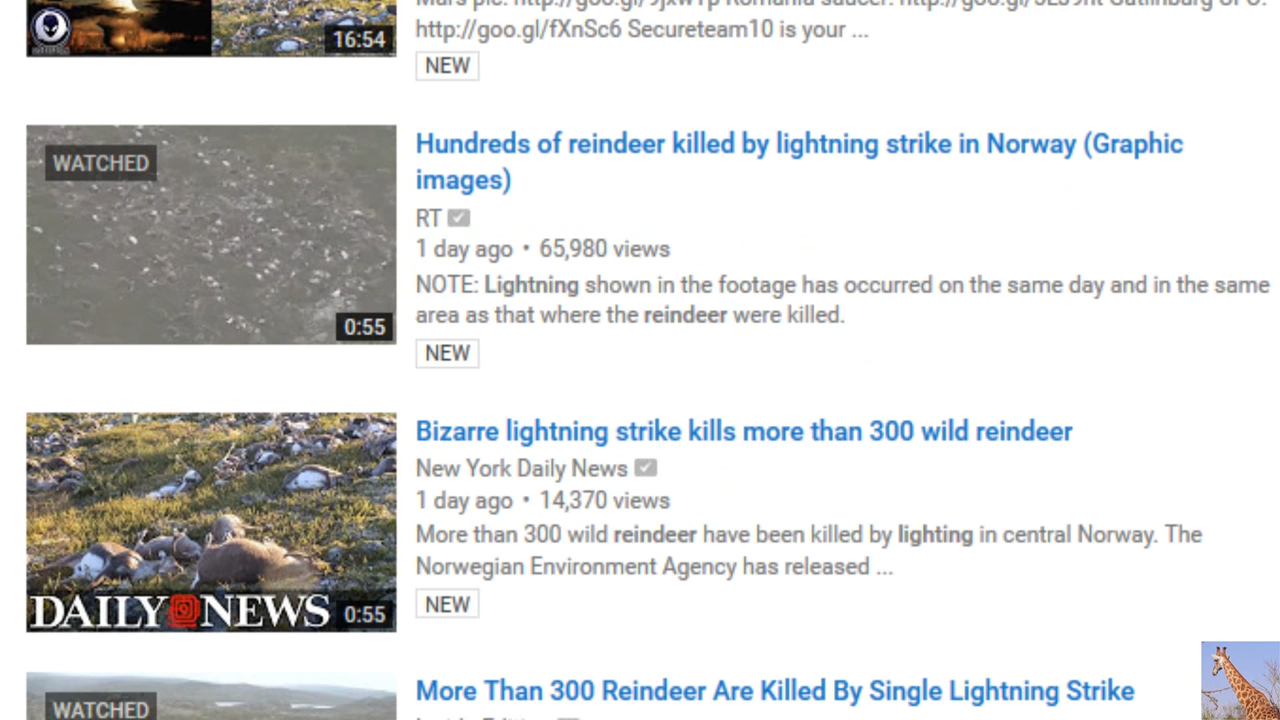 16:54
http://goo.gl/fXnSc6 Secureteam10 is your ...
NEW
WATCHED
0:55
Hundreds of reindeer killed by lightning strike in Norway (Graphic
images)
RT
1 day ago • 65,980 views
NOTE: Lightning shown in the footage has occurred on the same day and in the same
area as that where the reindeer were killed.
NEW
DAILY NEWS
0:55
Bizarre lightning strike kills more than 300 wild reindeer
New York Daily News
1 day ago • 14,370 views
More than 300 wild reindeer have been killed by lighting in central Norway. The
Norwegian Environment Agency has released ...
NEW
WATCHED
More Than 300 Reindeer Are Killed By Single Lightning Strike